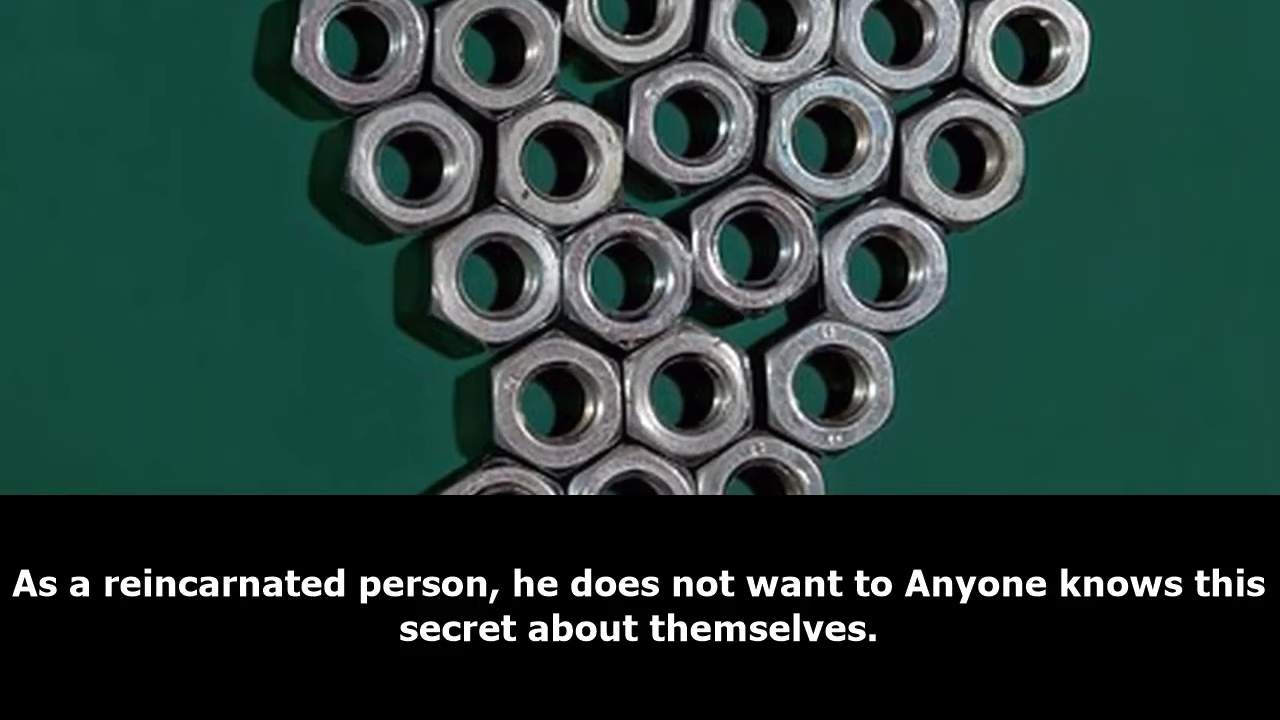 As a reincarnated person, he does not want to Anyone knows this
secret about themselves.